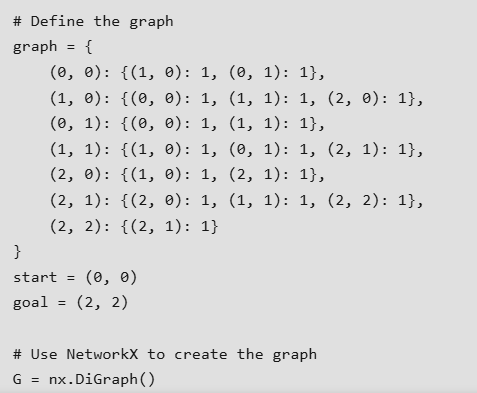 # Define the graph
graph = {
    (0, 0): {(1, 0): 1, (0, 1): 1},
    (1, 0): {(0, 0): 1, (1, 1): 1, (2, 0): 1},
    (0, 1): {(0, 0): 1, (1, 1): 1},
    (1, 1): {(1, 0): 1, (0, 1): 1, (2, 1): 1},
    (2, 0): {(1, 0): 1, (2, 1): 1},
    (2, 1): {(2, 0): 1, (1, 1): 1, (2, 2): 1},
    (2, 2): {(2, 1): 1}
}
start = (0, 0)
goal = (2, 2)

# Use NetworkX to create the graph
G = nx.DiGraph()